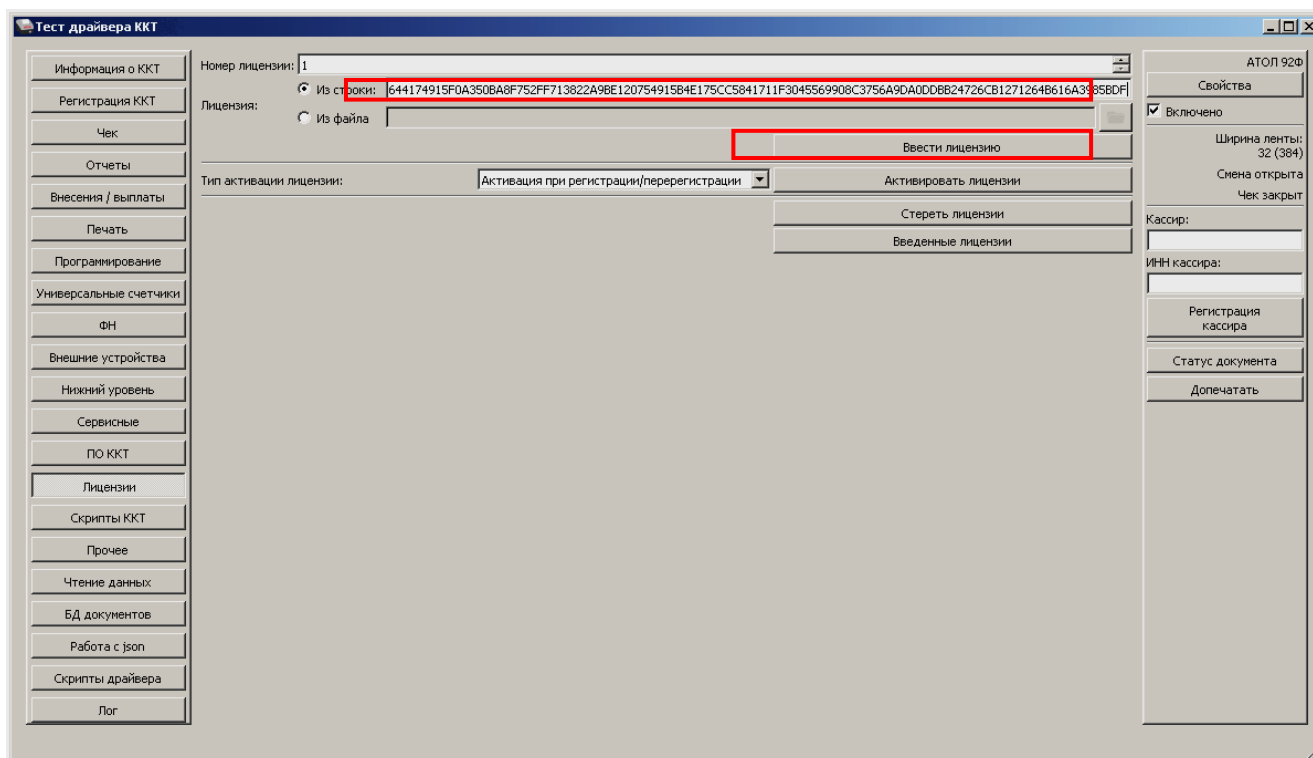 Тест драйвера ККТ
Информация о ККТ
Регистрация ККТ
Чек
Отчеты
Внесения / выплаты
Печать
Программирование
Универсальные счетчики
ФН
Внешние устройства
Нижний уровень
Сервисные
ПО ККТ
Лицензии
Скрипты ККТ
Прочее
Чтение данных
БД документов
Работа с json
Скрипты драйвера
Лог
Номер лицензии: 1
Лицензия:
Из строки: 644174915F0A350BA8F752FF713822A9BE120754915B4E175CC5841711F3045569908C3756A9DA0DDBB24726CB1271264B616A3985BDF
Из файла
Ввести лицензию
Тип активации лицензии: Активация при регистрации/перерегистрации Активировать лицензии
Стереть лицензии
Введенные лицензии
АТОЛ 92Ф
Свойства
Включено
Ширина ленты:
32 (384)
Смена открыта
Чек закрыт
Кассир:
ИНН кассира:
Регистрация
кассира
Статус документа
Допечатать